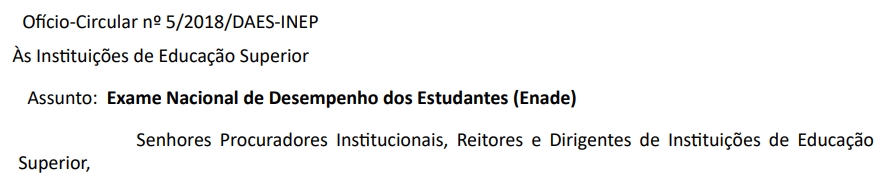 Ofício-Circular nº 5/2018/DAES-INEP
Às Instituições de Educação Superior
Assunto: Exame Nacional de Desempenho dos Estudantes (Enade)
Senhores Procuradores Institucionais, Reitores e Dirigentes de Instituições de Educação
Superior,